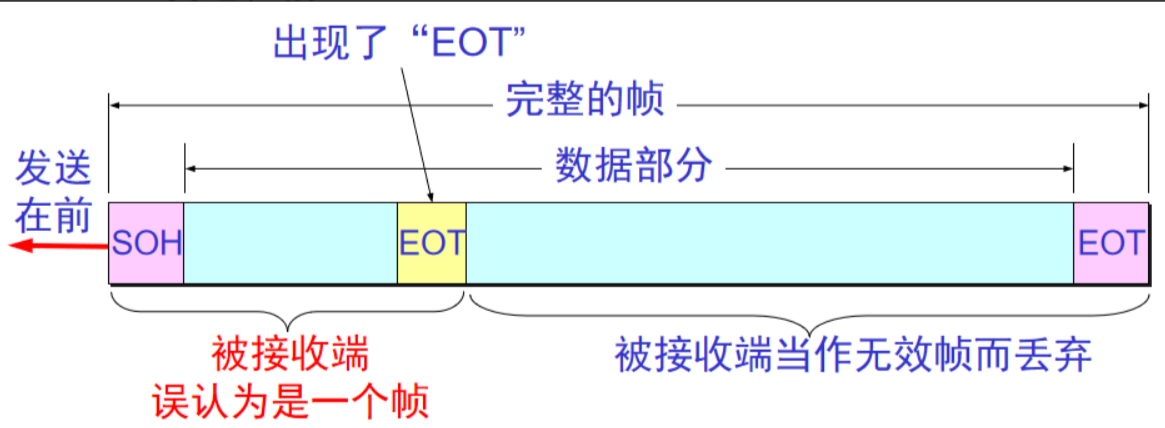 出现了“EOT”
完整的帧
数据部分
发送
在前
SOH
EOT
EOT
被接收端
误认为是一个帧
被接收端当作无效帧而丢弃